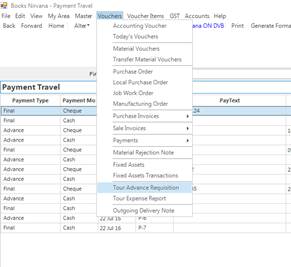 Books Nirvana - Payment Travel
File Edit View My Area Master Vouchers Voucher Items GST Accounts Help
Back Forward Home Alter ana ON DVB Print Generate Forma
Accounting Voucher
Today's Vouchers
Material Vouchers
Transfer Material Vouchers
Purchase Order
Local Purchase Order
Job Work Order
Manufacturing Order
Purchase Invoices
Sale Invoices
Payments
Material Rejection Note
Fixed Assets
Fixed Assets Transactions
Tour Advance Requisition
Tour Expense Report
Outgoing Delivery Note
Payment Travel
Payment Type Payment Mo PayText
Final Cheque 24
Final Cash
Advance Cheque
Advance Cash
Final Cheque
Final Cash
Advance Cheque
Advance Cash
Final Cheque
Final Cash
Advance Cash 22 Jul 16 P-6
Final Cash 22 Jul 16 P-7